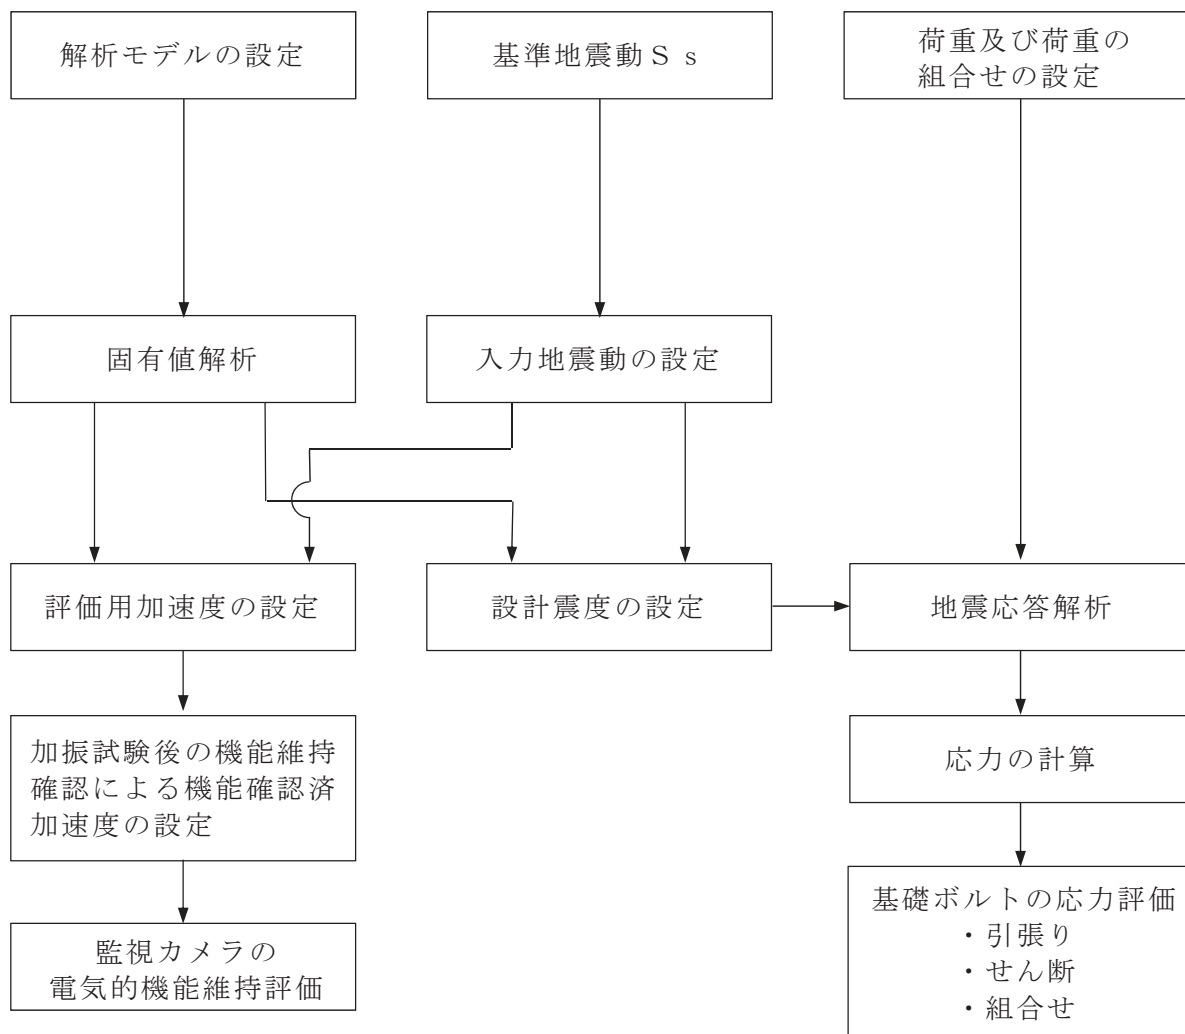 解析モデルの設定
基準地震動Ｓｓ
荷重及び荷重の
組合せの設定
固有値解析
入力地震動の設定
評価用加速度の設定
設計震度の設定
地震応答解析
加振試験後の機能維持
確認による機能確認済
加速度の設定
応力の計算
監視カメラの
電気的機能維持評価
基礎ボルトの応力評価
・引張り
・せん断
・組合せ